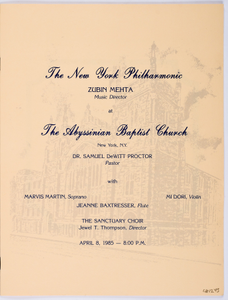 The New York Philharmonic
ZUBIN MEHTA
Music Director
at
The Abyssinian Baptist Church
New York, N.Y.
DR. SAMUEL DeWITT PROCTOR
Pastor
with
MARVIS MARTIN, Soprano
MI DORI, Violin
JEANNE BAXTRESSER, Flute
THE SANCTUARY CHOIR
Jewel T. Thompson, Director
APRIL 8, 1985 — 8:00 P.M.